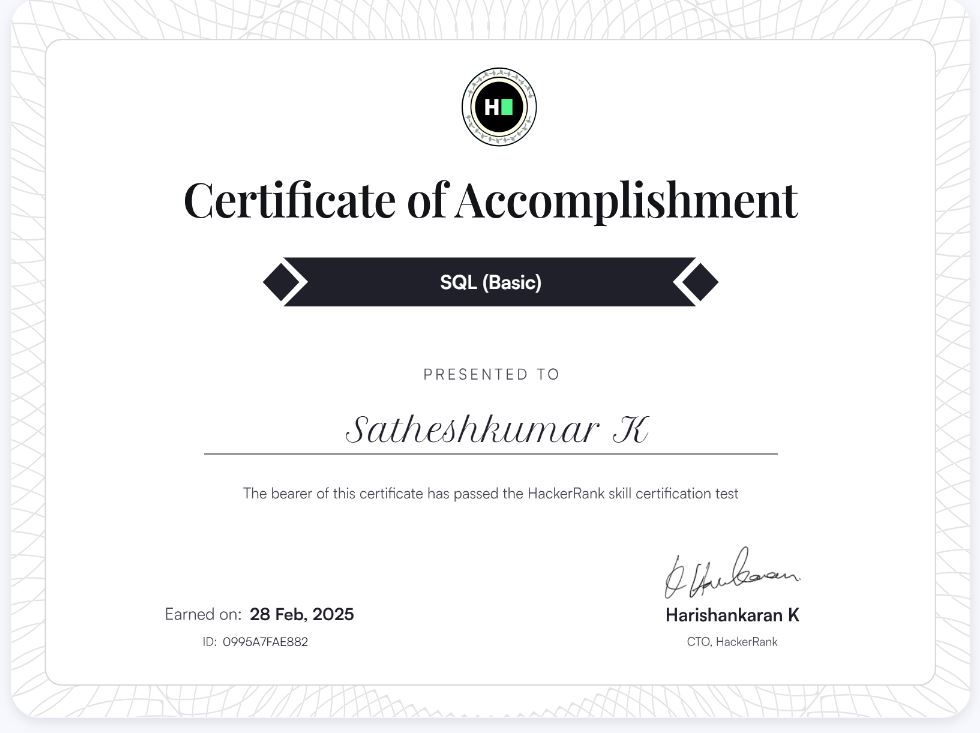 H
Certificate of Accomplishment
SQL (Basic)
PRESENTED TO
Satheshkumar K
The bearer of this certificate has passed the HackerRank skill certification test
Earned on: 28 Feb, 2025
ID: 0995A7FAE882
Harishankaran K
CTO, HackerRank